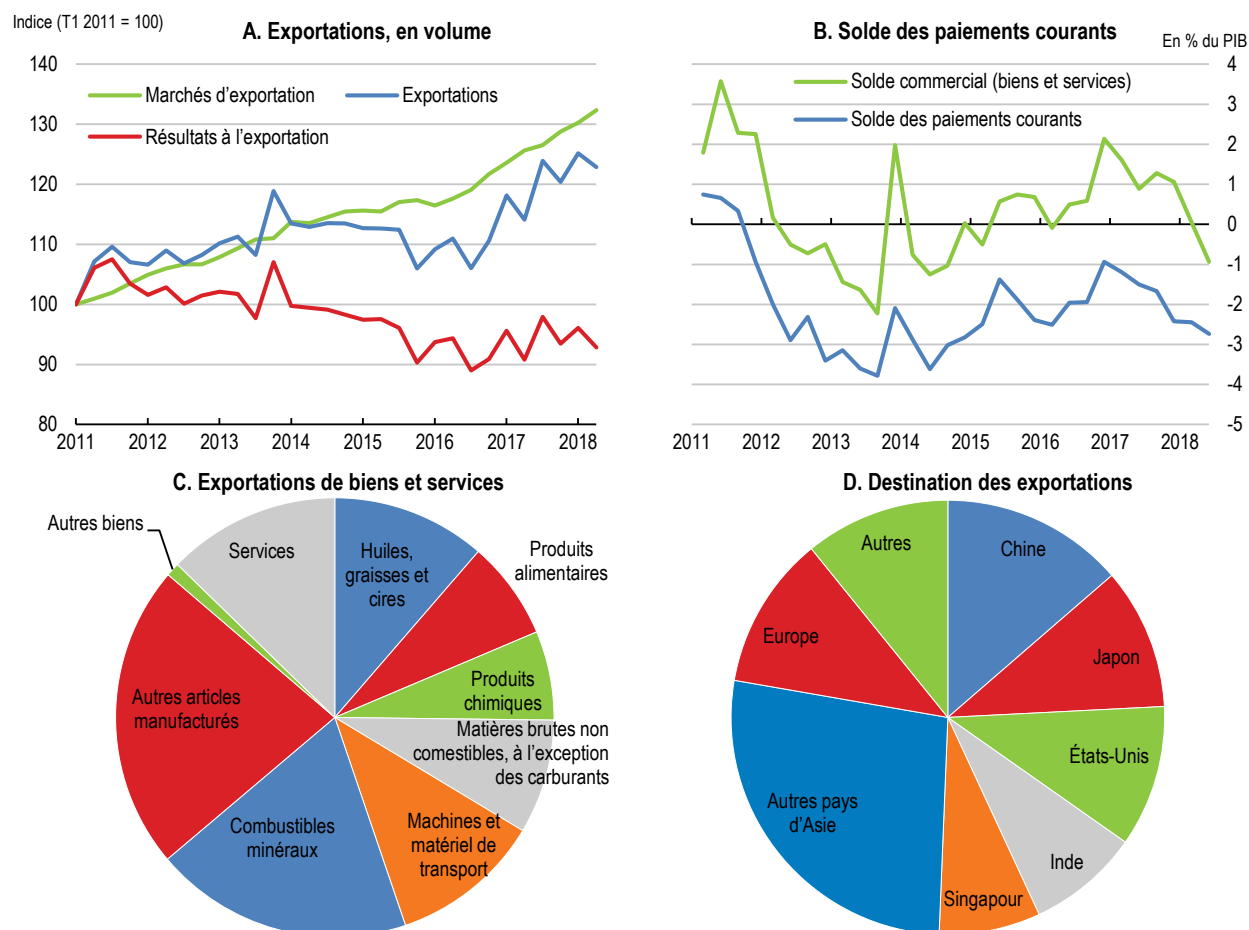 Indice (T1 2011 = 100)
A. Exportations, en volume
140
130
120
110
100
90
80
Marchés d'exportation
Exportations
Résultats à l'exportation
2011 2012 2013 2014 2015 2016 2017 2018
B. Solde des paiements courants
En % du PIB
4
3
2
1
0
-1
-2
-3
-4
-5
Solde commercial (biens et services)
Solde des paiements courants
2011 2012 2013 2014 2015 2016 2017 2018
C. Exportations de biens et services
Autres biens
Services
Huiles,
graisses et
cires
Produits
alimentaires
Produits
chimiques
Matières brutes non
comestibles, à l'exception
des carburants
Machines et
matériel de
transport
Combustibles
minéraux
Autres articles
manufacturés
D. Destination des exportations
Autres
Chine
Japon
États-Unis
Inde
Singapour
Autres pays
d'Asie
Europe